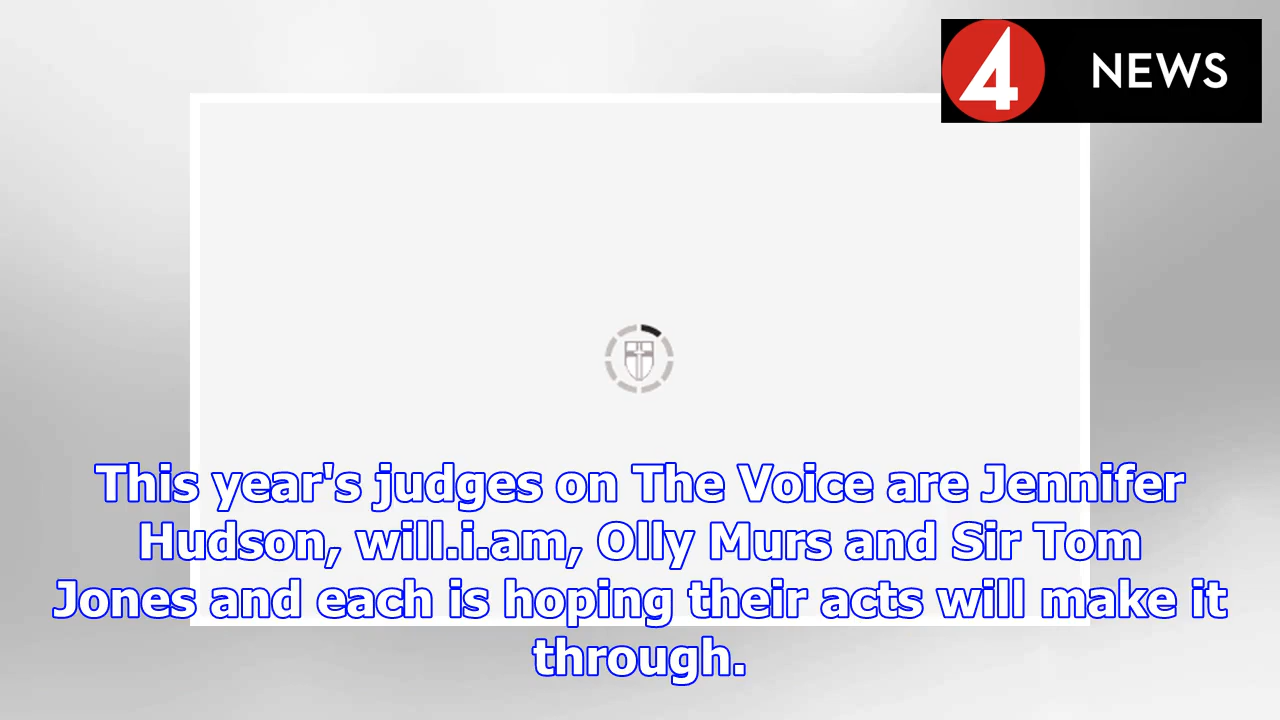 4 NEWS
This year's judges on The Voice are Jennifer
Hudson, will.i.am, Olly Murs and Sir Tom
Jones and each is hoping their acts will make it
through.